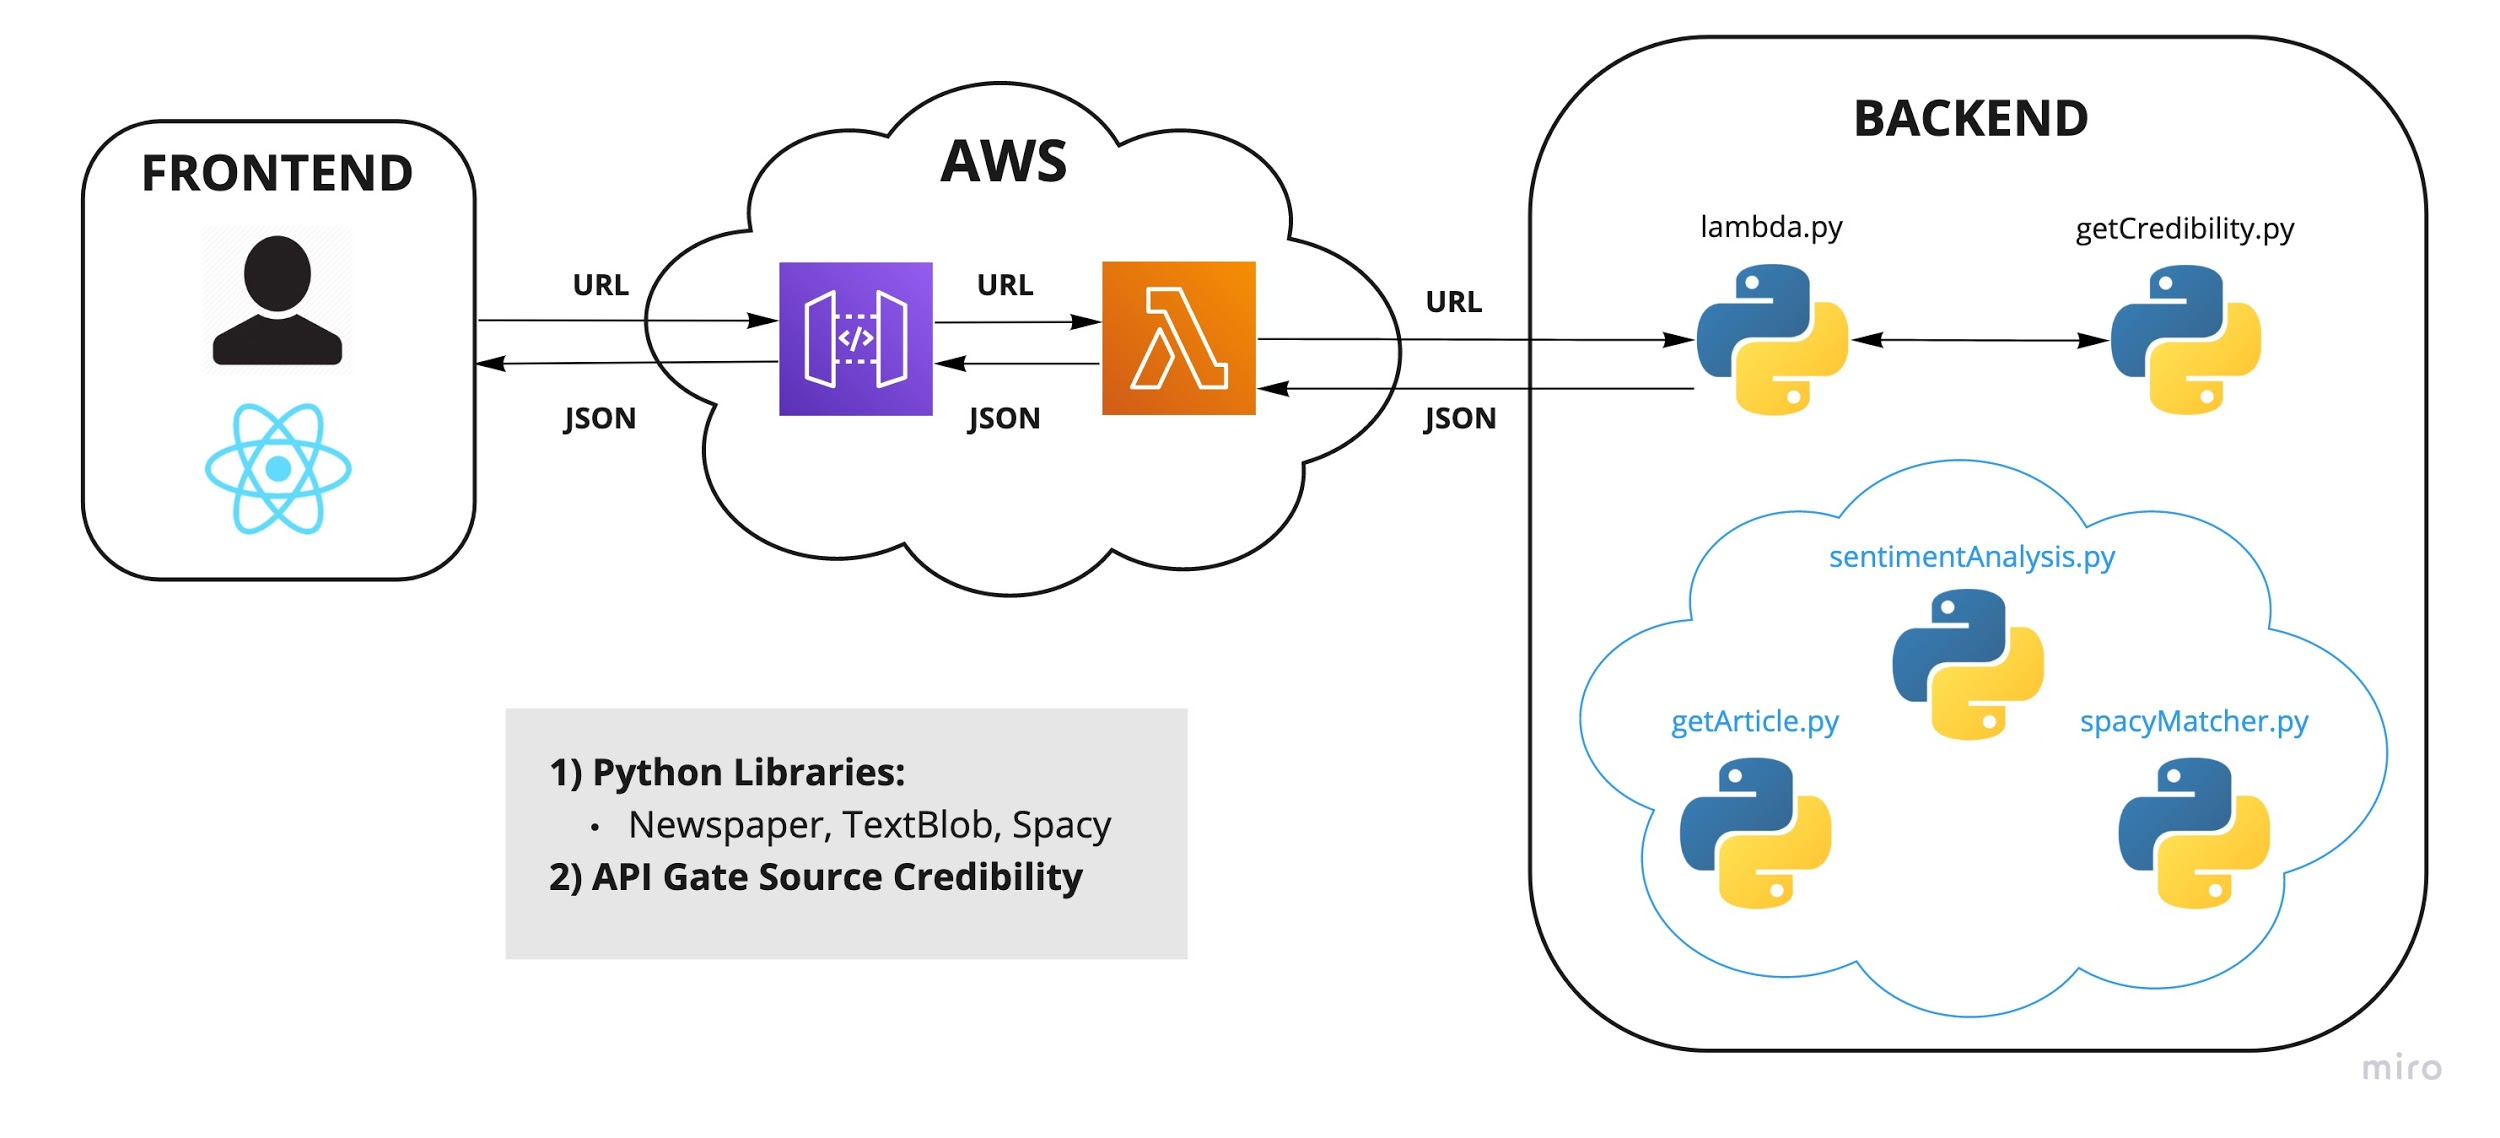 FRONTEND
AWS
BACKEND
lambda.py
getCredibility.py
URL
URL
URL
JSON
JSON
JSON
sentimentAnalysis.py
getArticle.py
spacyMatcher.py
1) Python Libraries:
• Newspaper, TextBlob, Spacy
2) API Gate Source Credibility
</>
miro